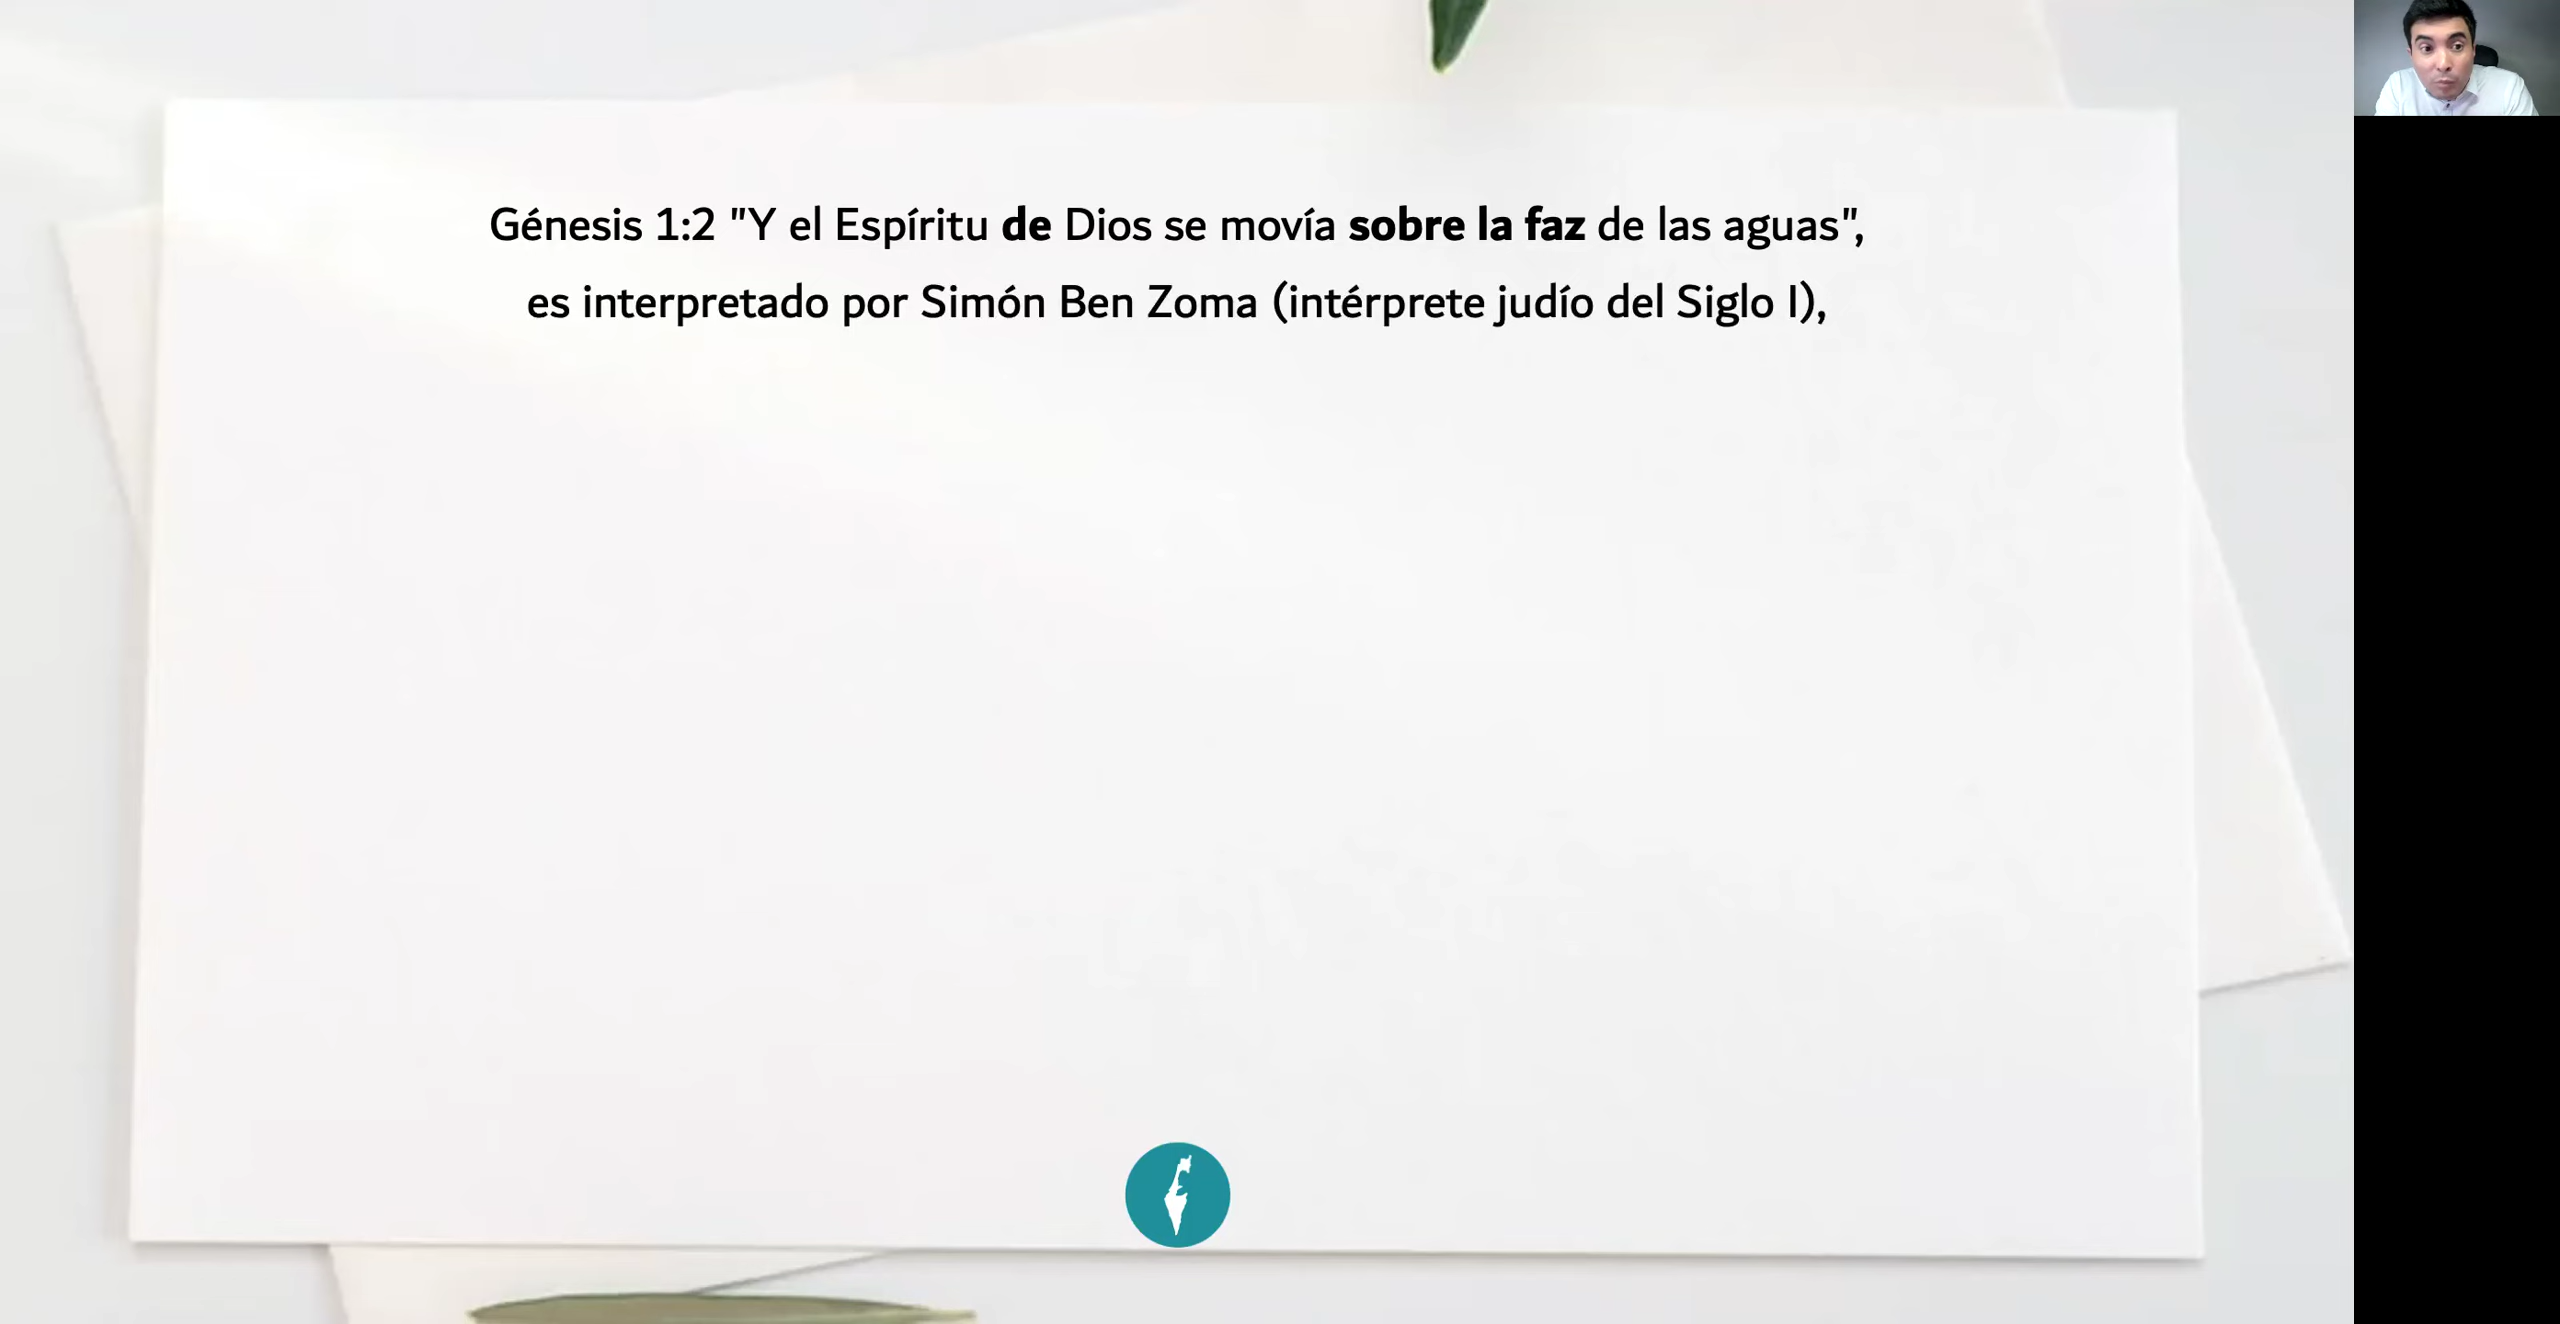 Génesis 1:2 "Y el Espíritu de Dios se movía sobre la faz de las aguas",
es interpretado por Simón Ben Zoma (intérprete judío del Siglo I),